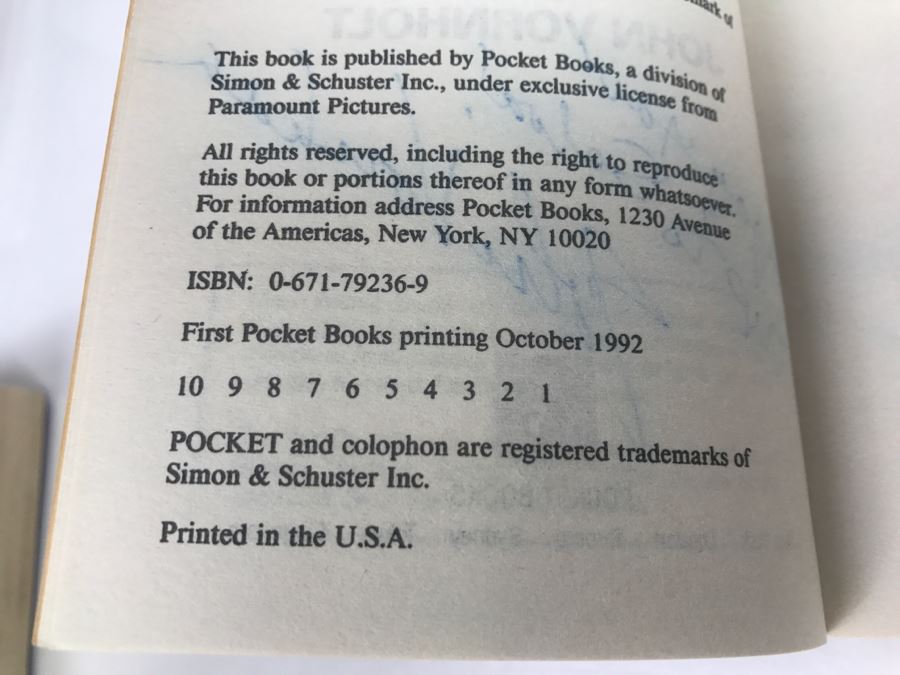 mark of
This book is published by Pocket Books, a division of
Simon & Schuster Inc., under exclusive license from
Paramount Pictures.
All rights reserved, including the right to reproduce
this book or portions thereof in any form whatsoever.
For information address Pocket Books, 1230 Avenue
of the Americas, New York, NY 10020
ISBN: 0-671-79236-9
First Pocket Books printing October 1992
10 9 8 7 6 5 4 3 2 1
POCKET and colophon are registered trademarks of
Simon & Schuster Inc.
Printed in the U.S.A.